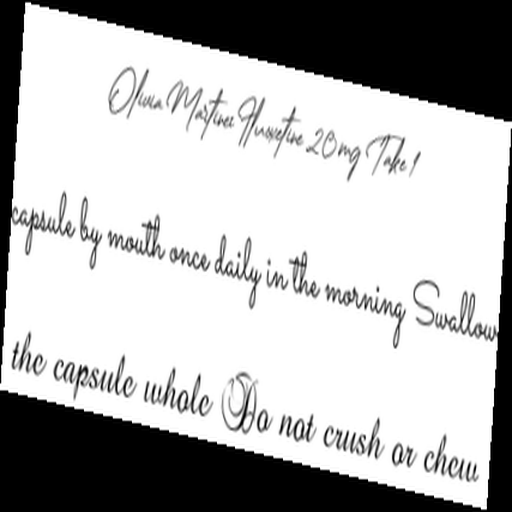 Olivia Martinez Fluoxetine 20mg Take 1
capsule by mouth once daily in the morning Swallow
the capsule whole Do not crush or chew